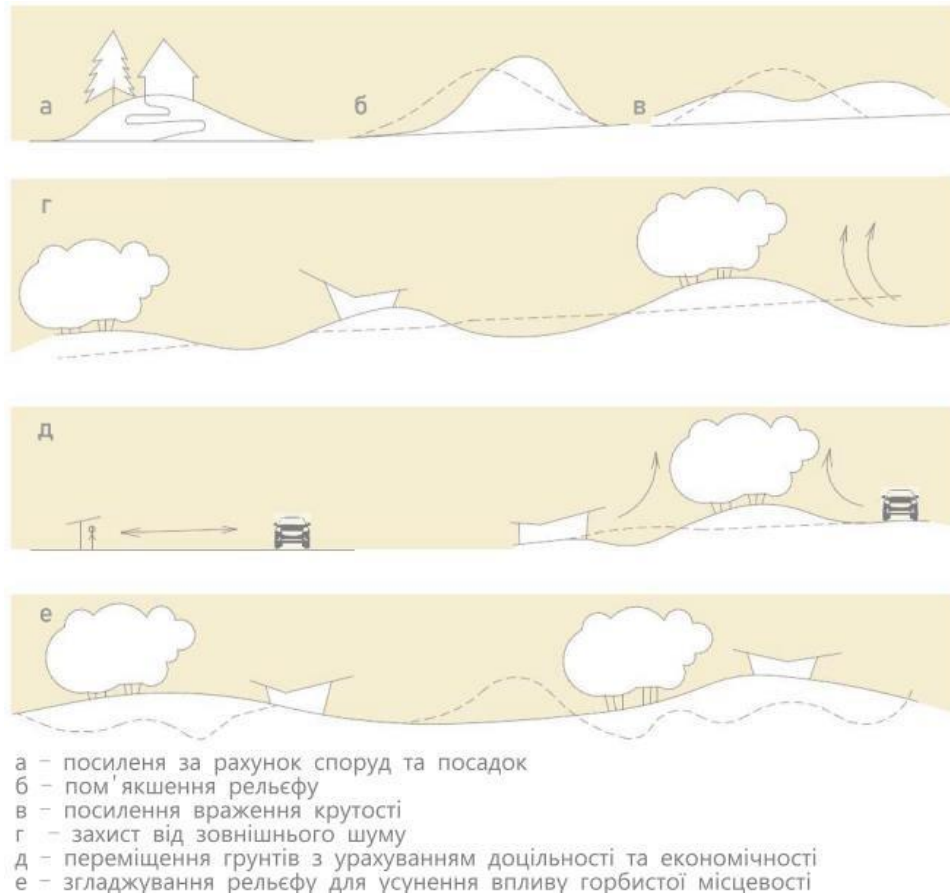 а
б
в
г
д
е
а – посиленя за рахунок споруд та посадок
б – пом'якшення рельєфу
в – посилення враження крутості
г – захист від зовнішнього шуму
д – переміщення грунтів з урахуванням доцільності та економічності
е – згладжування рельєфу для усунення впливу горбистої місцевості